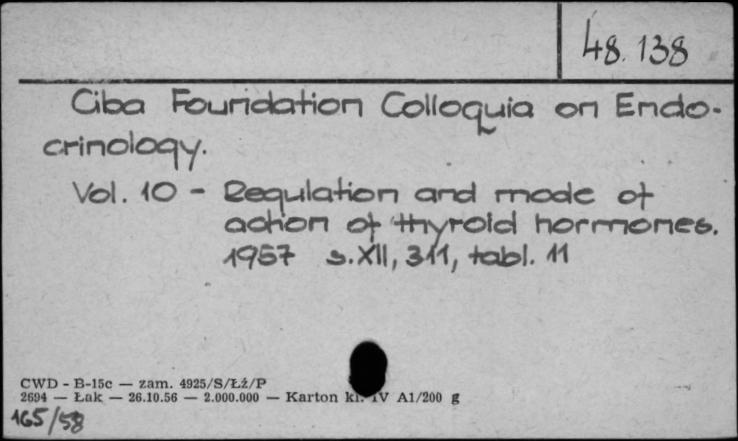 48.138
Ciba Foundation Colloquia on Endo-
crinology.
Vol. 10 - Regulation and mode of
action of thyroid hormones.
1957 s.XII, 311, tabl. 11
CWD - B-15c — zam. 4925/S/Łź/P
2694 — Łak — 26.10.56 — 2.000.000 — Karton kl. IV A1/200 g
165/58